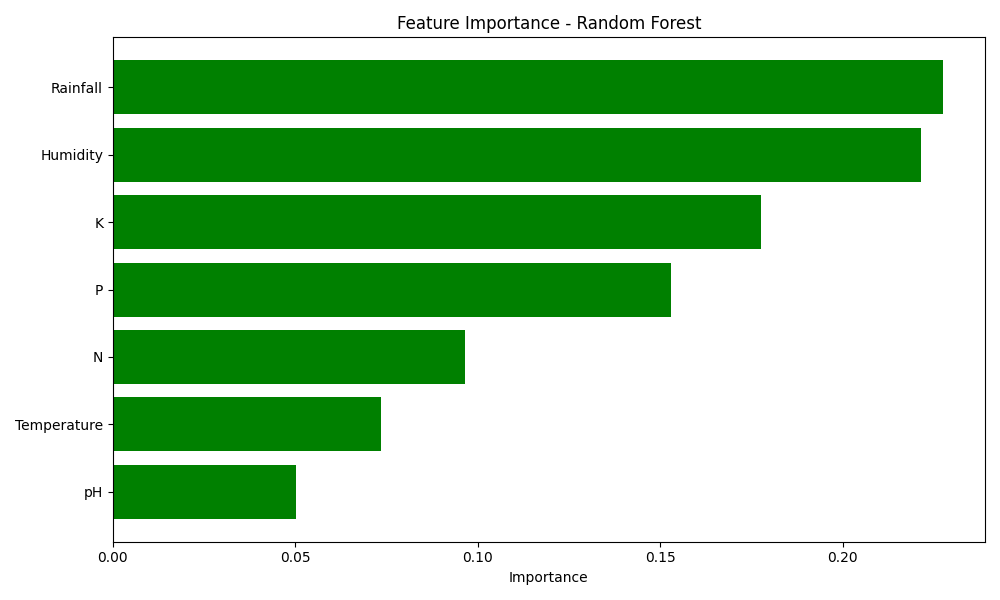 Feature Importance - Random Forest
Rainfall
Humidity
K
P
N
Temperature
pH
0.00 0.05 0.10 0.15 0.20
Importance